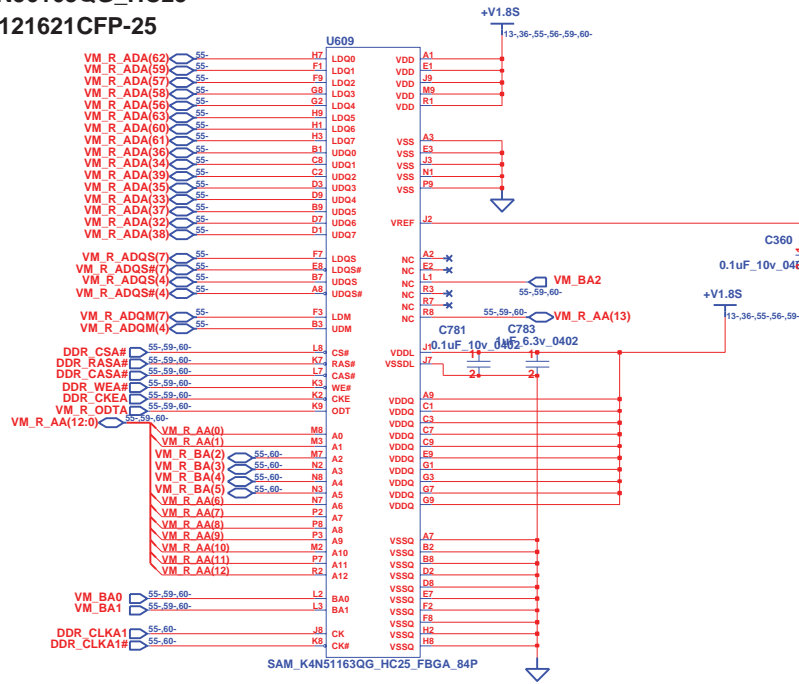 121621CFP-25
+V1.8S
13-,36-,55-,56-,59-,60-
U609
VM_R_ADA(62) 55- H7 LDQ0 VDD A1
VM_R_ADA(59) 55- F1 LDQ1 VDD E1
VM_R_ADA(57) 55- F9 LDQ2 VDD J9
VM_R_ADA(58) 55- G8 LDQ3 VDD M9
VM_R_ADA(56) 55- G2 LDQ4 VDD R1
VM_R_ADA(63) 55- H9 LDQ5
VM_R_ADA(60) 55- H1 LDQ6
VM_R_ADA(61) 55- H3 LDQ7 VSS A3
VM_R_ADA(36) 55- B1 UDQ0 VSS E3
VM_R_ADA(34) 55- C8 UDQ1 VSS J3
VM_R_ADA(39) 55- C2 UDQ2 VSS N1
VM_R_ADA(35) 55- D3 UDQ3 VSS P9
VM_R_ADA(33) 55- D9 UDQ4
VM_R_ADA(37) 55- B9 UDQ5
VM_R_ADA(32) 55- D7 UDQ6 VREF J2
VM_R_ADA(38) 55- D1 UDQ7
C360
0.1uF_10v_04
VM_R_ADQS(7) 55- F7 LDQS NC A2
VM_R_ADQS#(7) 55- E8 LDQS# NC E2
VM_R_ADQS(4) 55- B7 UDQS NC L1 VM_BA2
VM_R_ADQS#(4) 55- A8 UDQS# NC R3 55-,59-,60-
NC R7
VM_R_ADQM(7) 55- F3 LDM NC R8 55-,59-,60- VM_R_AA(13)
VM_R_ADQM(4) 55- B3 UDM
+V1.8S
13-,36-,55-,56-,59-
C781 C783
0.1uF_10v_0402 1uF_6.3v_0402
DDR_CSA# 55-,59-,60- L8 CS# VDDL J1 1 1
DDR_RASA# 55-,59-,60- K7 RAS# VSSDL J7
DDR_CASA# 55-,59-,60- L7 CAS# 2 2
DDR_WEA# 55-,59-,60- K3 WE#
DDR_CKEA 55-,59-,60- K2 CKE VDDQ A9
VM_R_ODTA 55-,59-,60- K9 ODT VDDQ C1
VM_R_AA(12:0) 55-,59-,60- VDDQ C3
VM_R_AA(0) M8 A0 VDDQ C7
VM_R_AA(1) M3 A1 VDDQ C9
VM_R_BA(2) 55-,60- M7 A2 VDDQ E9
VM_R_BA(3) 55-,60- N2 A3 VDDQ G1
VM_R_BA(4) 55-,60- N8 A4 VDDQ G3
VM_R_BA(5) 55-,60- N3 A5 VDDQ G7
VM_R_AA(6) N7 A6 VDDQ G9
VM_R_AA(7) P2 A7
VM_R_AA(8) P8 A8
VM_R_AA(9) P3 A9 VSSQ A7
VM_R_AA(10) M2 A10 VSSQ B2
VM_R_AA(11) P7 A11 VSSQ B8
VM_R_AA(12) R2 A12 VSSQ D2
VSSQ D8
VM_BA0 55-,59-,60- L2 BA0 VSSQ E7
VM_BA1 55-,59-,60- L3 BA1 VSSQ F2
VSSQ F8
DDR_CLKA1 55-,60- J8 CK VSSQ H2
DDR_CLKA1# 55-,60- K8 CK# VSSQ H8
SAM_K4N51163QG_HC25_FBGA_84P